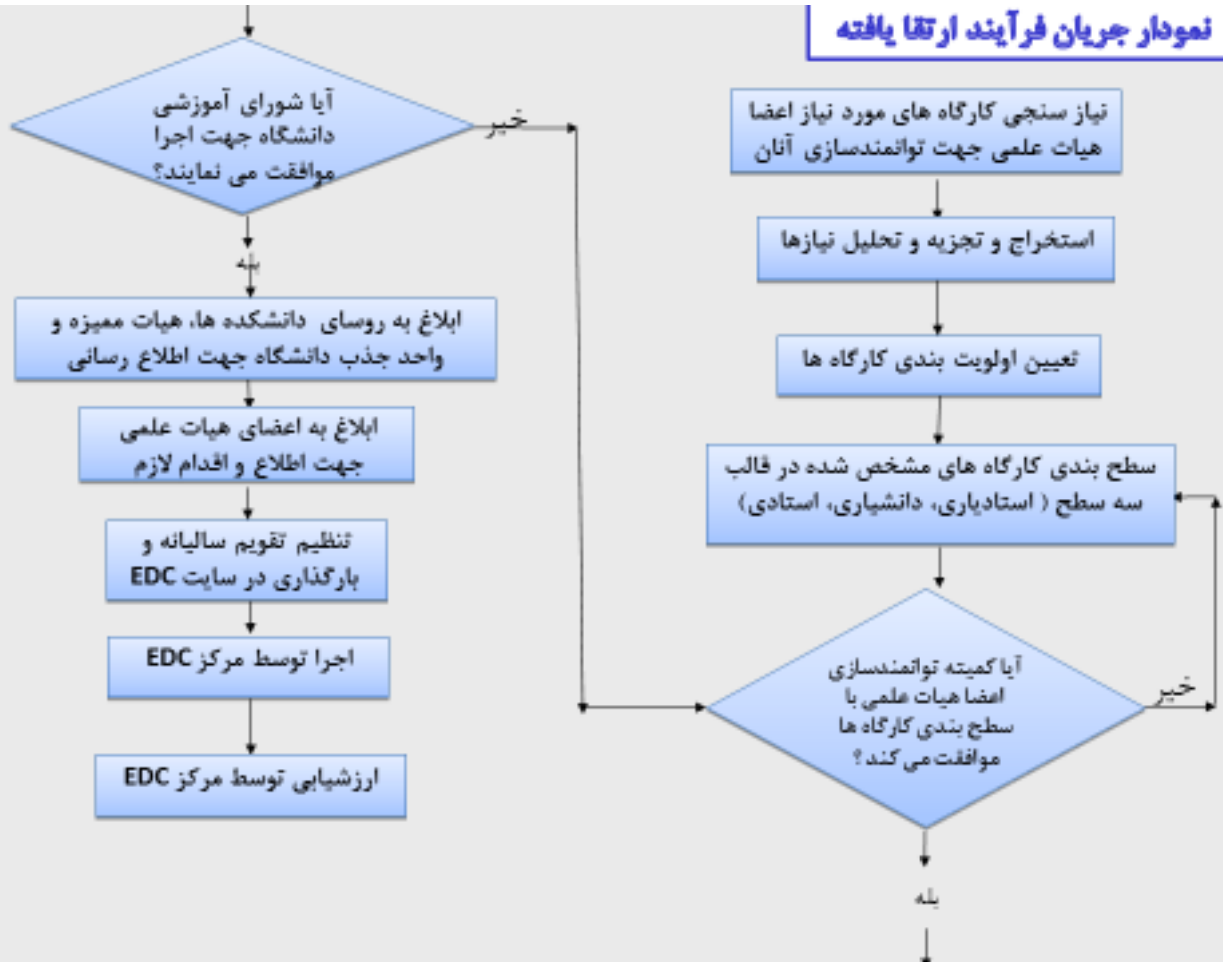 نمودار جریان فرآیند ارتقا یافته
نیاز سنجی کارگاه های مورد نیاز اعضا
هیات علمی جهت توانمندسازی آنان
استخراج و تجزیه و تحلیل نیازها
تعیین اولویت بندی کارگاه ها
سطح بندی کارگاه های مشخص شده در قالب
سه سطح ( استادیاری، دانشیاری، استادی)
آیا کمیته توانمندسازی
اعضا هیات علمی با
سطح بندی کارگاه ها
موافقت می کند؟
خیر
بله
آیا شورای آموزشی
دانشگاه جهت اجرا
موافقت می نمایند؟
خیر
بله
ابلاغ به روسای دانشکده ها، هیات ممیزه و
واحد جذب دانشگاه جهت اطلاع رسانی
ابلاغ به اعضای هیات علمی
جهت اطلاع و اقدام لازم
تنظیم تقویم سالیانه و
بارگذاری در سایت EDC
اجرا توسط مرکز EDC
ارزشیابی توسط مرکز EDC